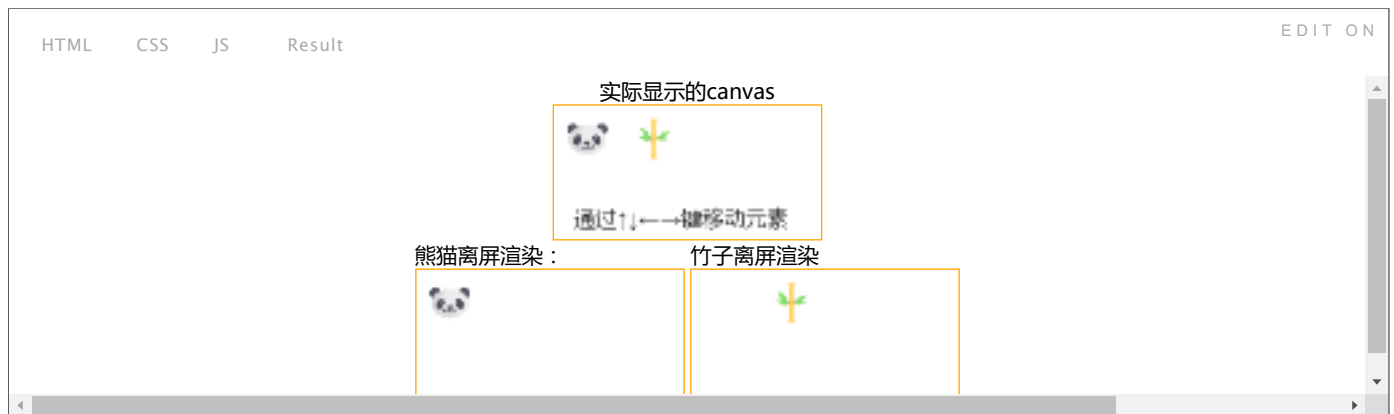 HTML CSS JS Result
EDIT ON
实际显示的canvas
通过↑↓←→键移动元素
熊猫离屏渲染：
竹子离屏渲染